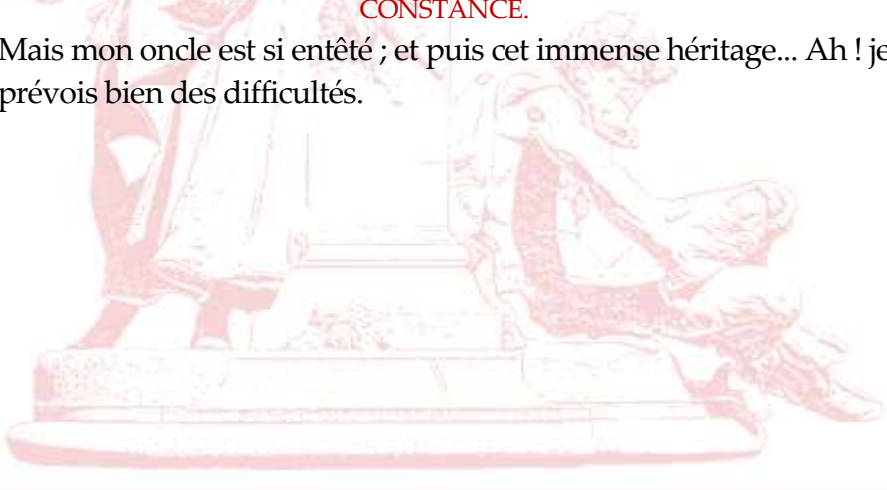 CONSTANCE.
Mais mon oncle est si entêté ; et puis cet immense héritage... Ah ! je
prévois bien des difficultés.